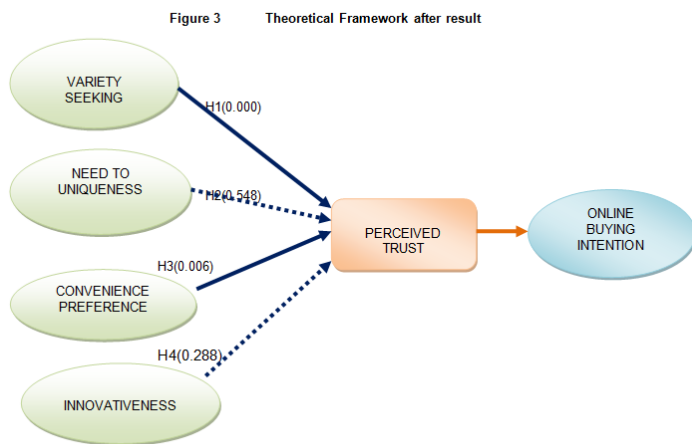 Figure 3 Theoretical Framework after result
VARIETY
SEEKING
H1(0.000)
NEED TO
UNIQUENESS
H2(0.548)
PERCEIVED
TRUST
ONLINE
BUYING
INTENTION
H3(0.006)
CONVENIENCE
PREFERENCE
H4(0.288)
INNOVATIVENESS